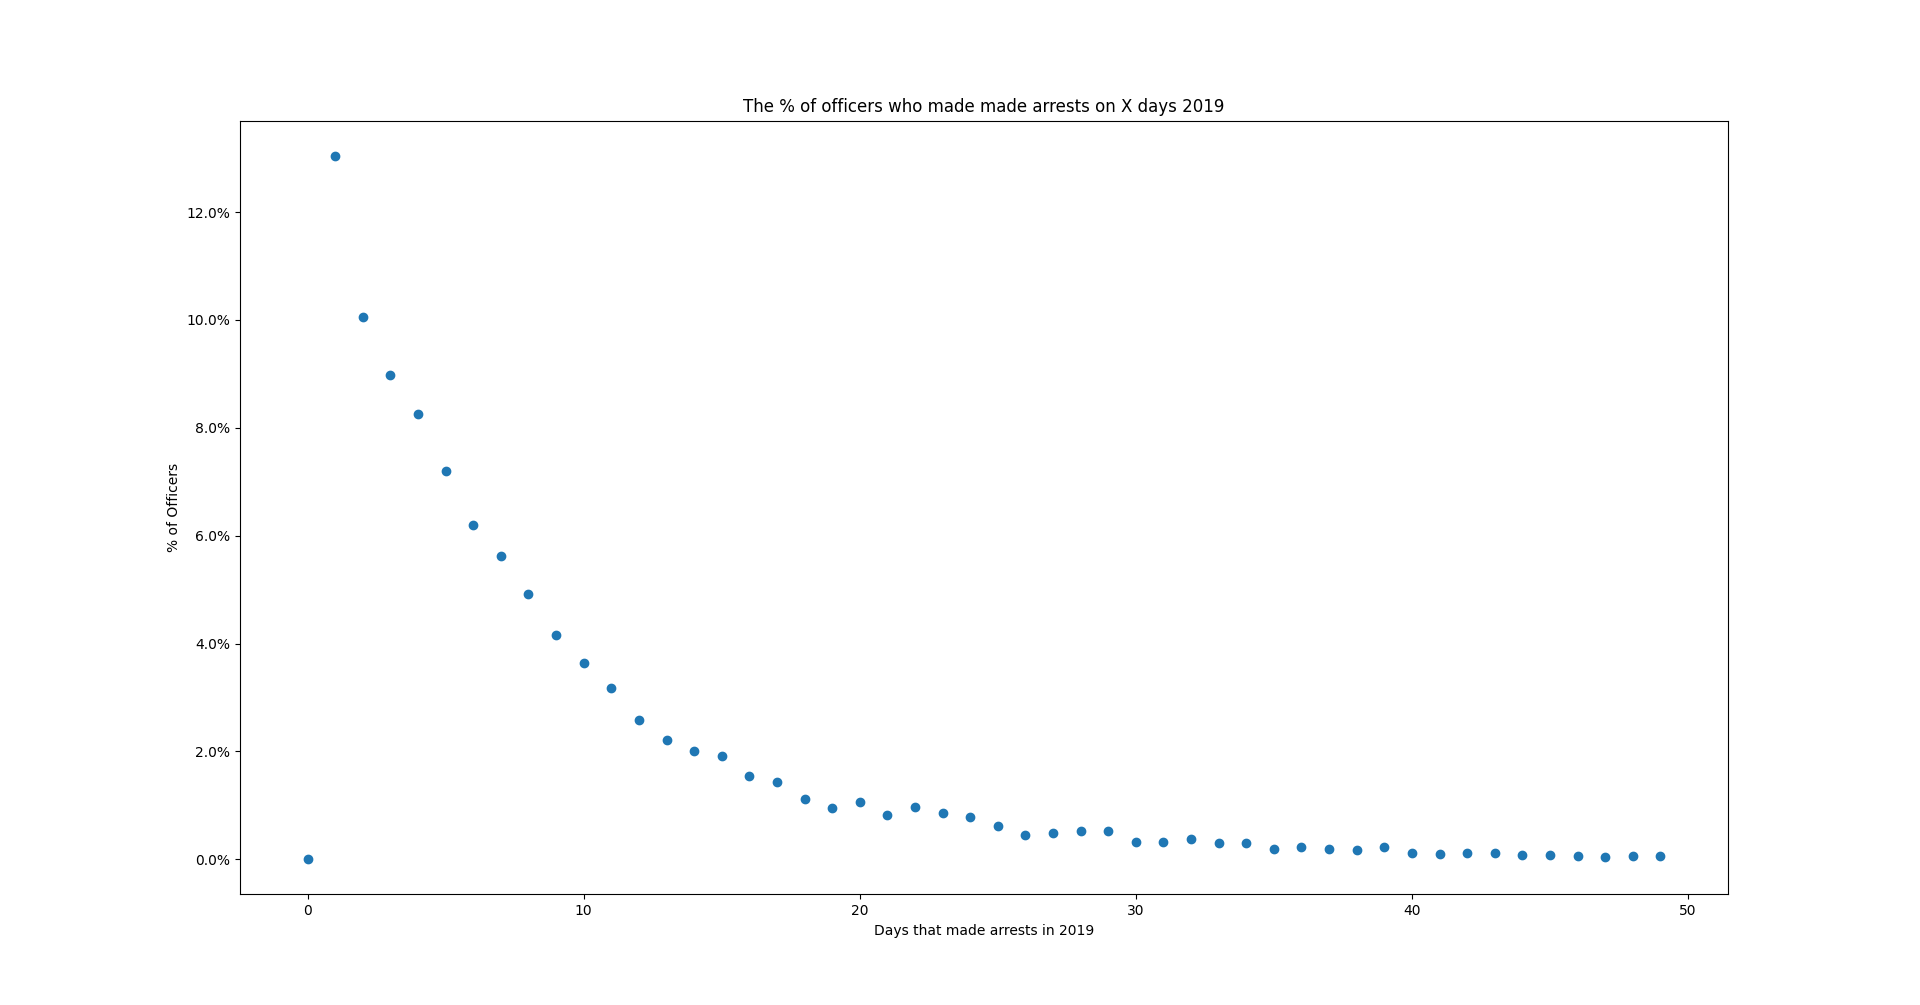 The % of officers who made made arrests on X days 2019
12.0%
10.0%
8.0%
6.0%
4.0%
2.0%
0.0%
% of Officers
0 10 20 30 40 50
Days that made arrests in 2019